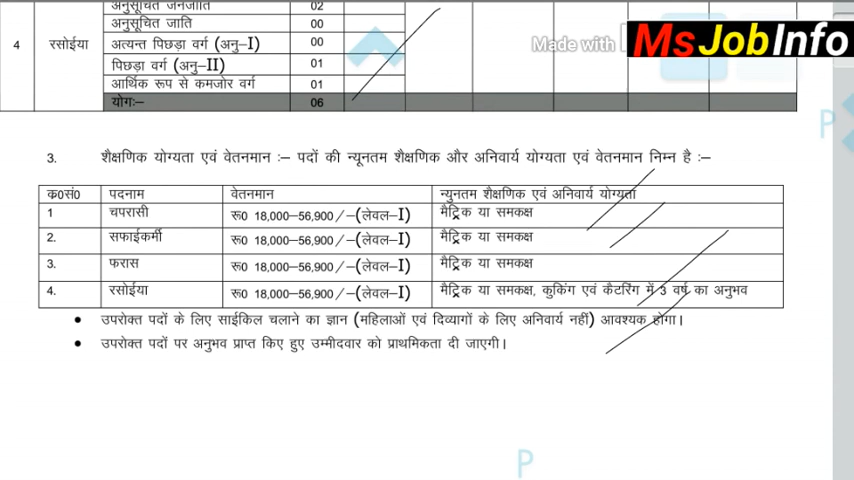 अनुसूचित जनजाति 02
अनुसूचित जाति 00
4 रसोईया अत्यन्त पिछड़ा वर्ग (अनु-I) 00
पिछड़ा वर्ग (अनु-II) 01
आर्थिक रूप से कमजोर वर्ग 01
योगः– 06
Made with
MsJobInfo
P
3. शैक्षणिक योग्यता एवं वेतनमान :– पदों की न्यूनतम शैक्षणिक और अनिवार्य योग्यता एवं वेतनमान निम्न है :–
क0सं0 पदनाम वेतनमान न्युनतम शैक्षणिक एवं अनिवार्य योग्यता
1 चपरासी रू0 18,000–56,900/–(लेवल–I) मैट्रिक या समकक्ष
2. सफाईकर्मी रू0 18,000–56,900/–(लेवल–I) मैट्रिक या समकक्ष
3. फरास रू0 18,000–56,900/–(लेवल–I) मैट्रिक या समकक्ष
4. रसोईया रू0 18,000–56,900/–(लेवल–I) मैट्रिक या समकक्ष, कुकिंग एवं कैटरिंग में 3 वर्ष का अनुभव
• उपरोक्त पदों के लिए साईकिल चलाने का ज्ञान (महिलाओं एवं दिव्यागों के लिए अनिवार्य नहीं) आवश्यक होगा।
• उपरोक्त पदों पर अनुभव प्राप्त किए हुए उम्मीदवार को प्राथमिकता दी जाएगी।
P